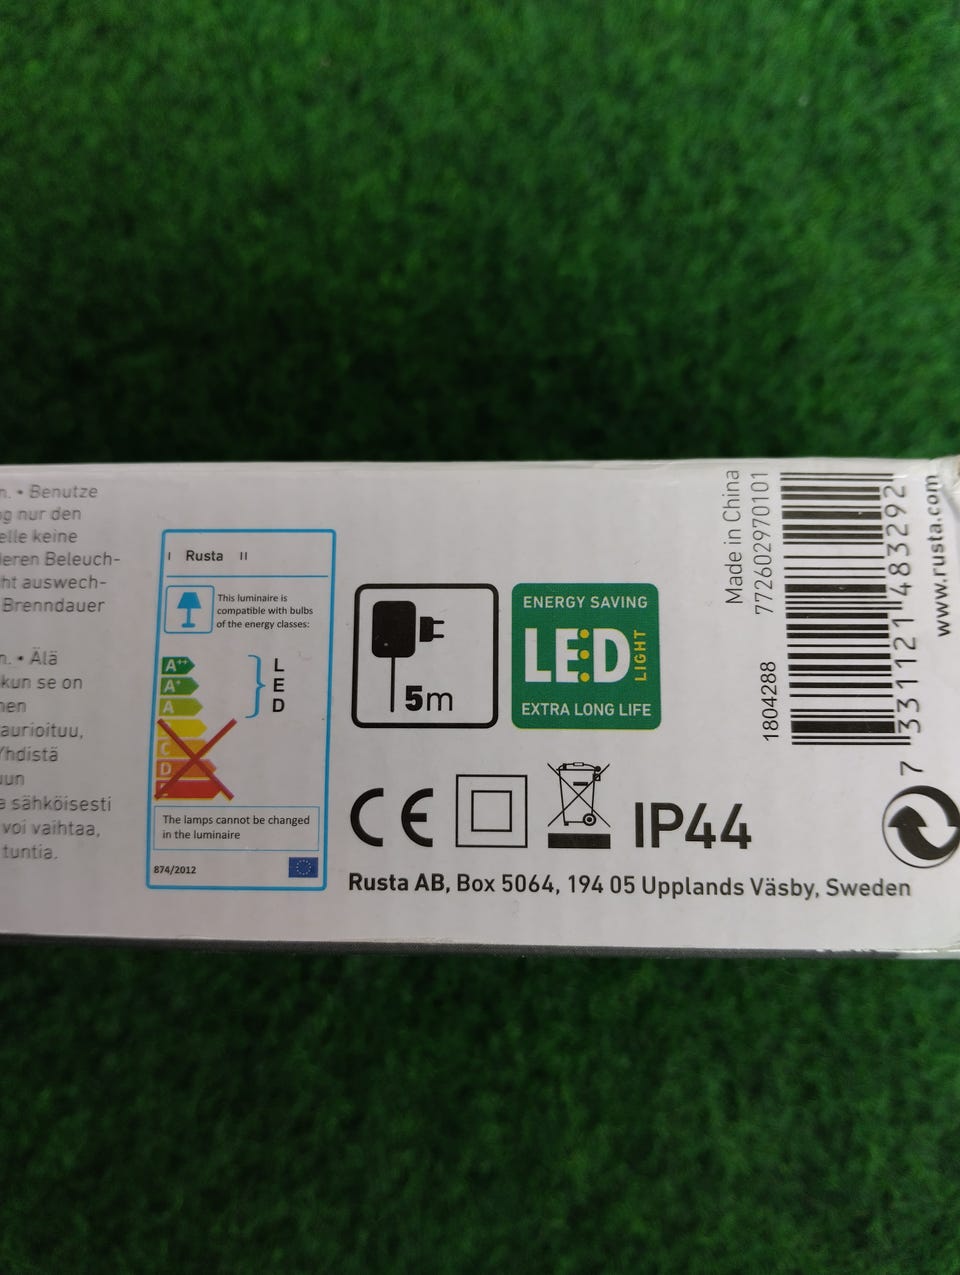 n. • Benutze
g nur den
elle keine
deren Beleuch-
ht auswech-
Brenndauer
n. • Älä
kun se on
nen
aurioituu,
Yhdistä
uun
a sähköisesti
voi vaihtaa,
tuntia.
I Rusta II
This luminaire is
compatible with bulbs
of the energy classes:
A++
A+
A
C
D
L
E
D
The lamps cannot be changed
in the luminaire
874/2012
5m
ENERGY SAVING
LED LIGHT
EXTRA LONG LIFE
CE
IP44
Rusta AB, Box 5064, 194 05 Upplands Väsby, Sweden
Made in China
772602970101
1804288
7 331121 483292
www.rusta.com